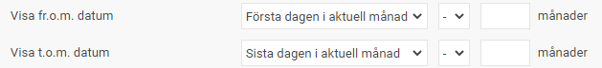 Visa fr.o.m. datum Första dagen i aktuell månad - månader
Visa t.o.m. datum Sista dagen i aktuell månad - månader